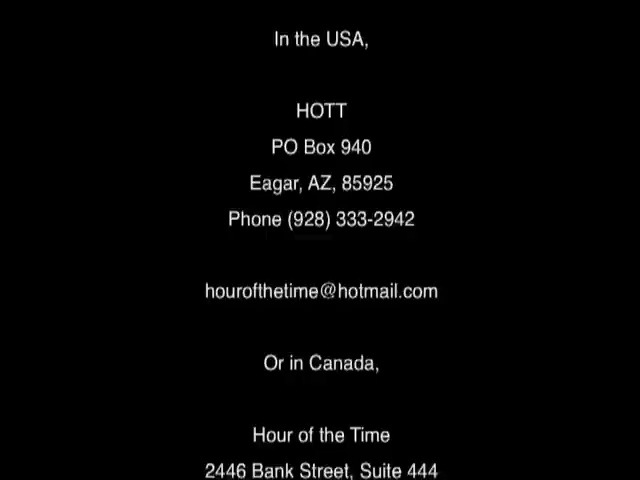 In the USA,
HOTT
PO Box 940
Eagar, AZ, 85925
Phone (928) 333-2942
hourofthetime@hotmail.com
Or in Canada,
Hour of the Time
2446 Bank Street, Suite 444